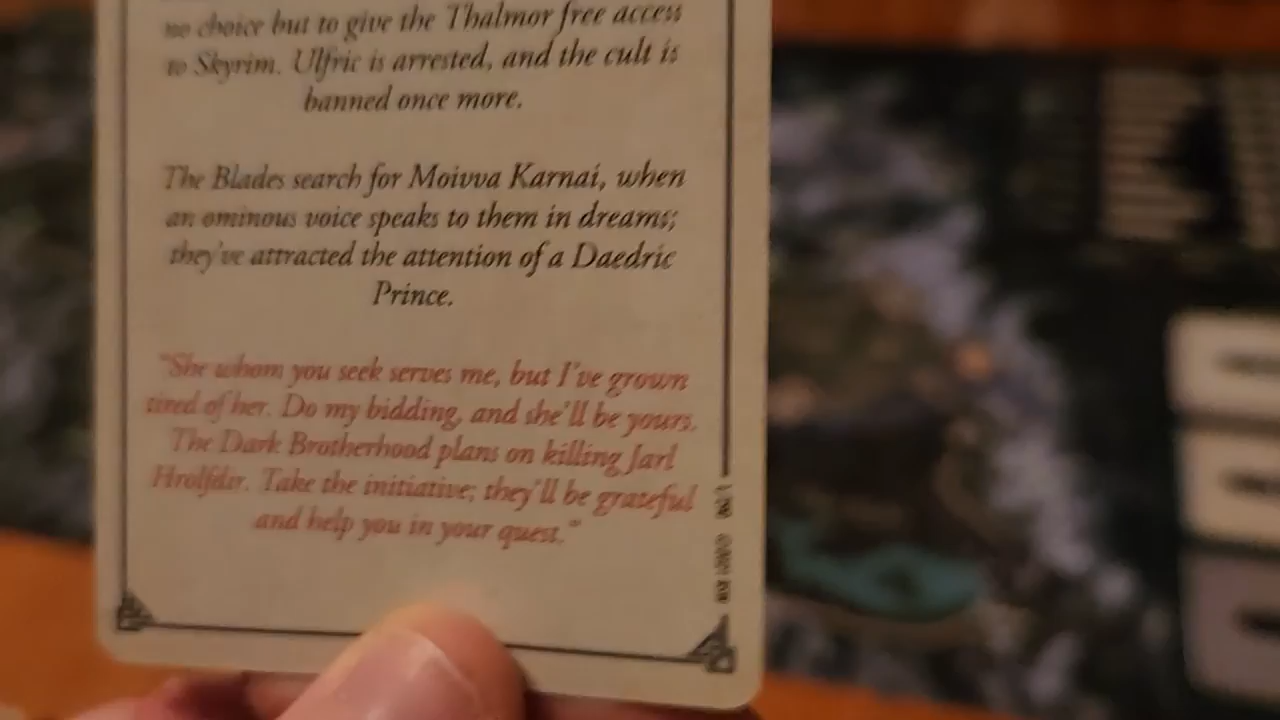 no choice but to give the Thalmor free access
to Skyrim. Ulfric is arrested, and the cult is
banned once more.
The Blades search for Moivva Karnai, when
an ominous voice speaks to them in dreams;
they've attracted the attention of a Daedric
Prince.
"She whom you seek serves me, but I've grown
tired of her. Do my bidding, and she'll be yours.
The Dark Brotherhood plans on killing Jarl
Hrolfdir. Take the initiative; they'll be grateful
and help you in your quest."